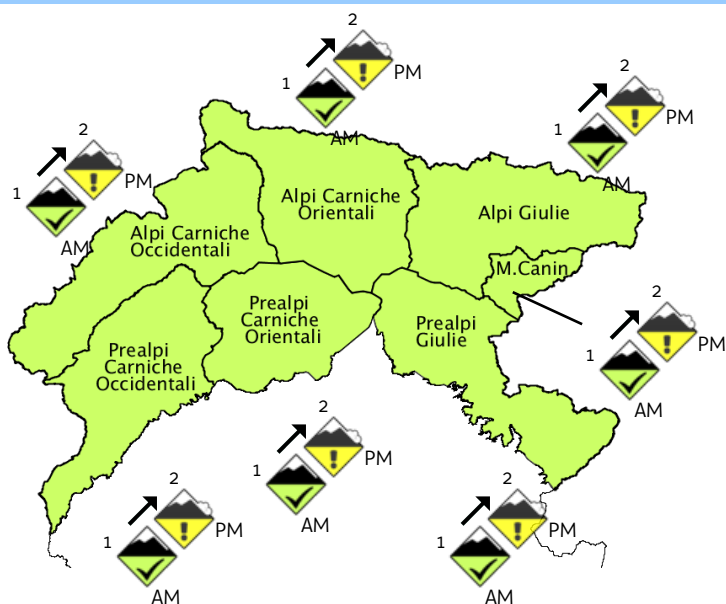 2
1
PM
AM
2
1
PM
AM
2
1
PM
AM
Alpi Carniche
Orientali
Alpi Giulie
Alpi Carniche
Occidentali
M.Canin
Prealpi
Carniche
Orientali
Prealpi
Giulie
Prealpi
Carniche
Occidentali
2
1
PM
AM
2
1
PM
AM
2
1
PM
AM
2
1
PM
AM